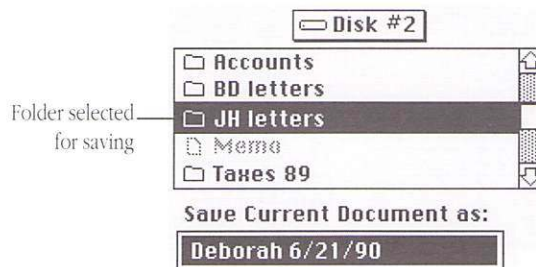 Disk #2
Accounts
BD letters
Folder selected
for saving
JH letters
Memo
Taxes 89
Save Current Document as:
Deborah 6/21/90